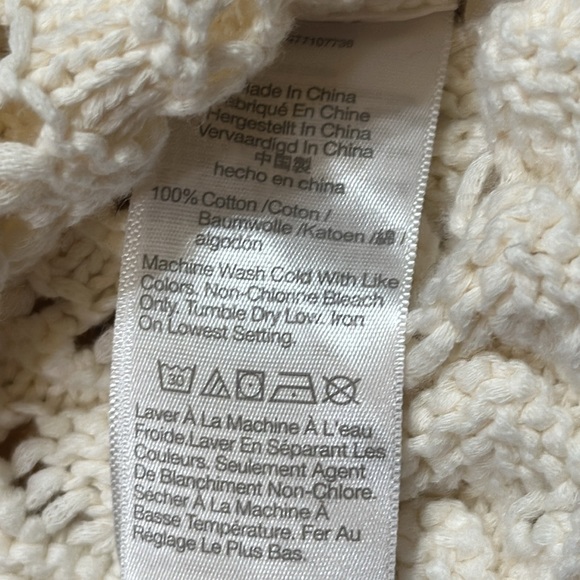 Made In China
Fabriqué En Chine
Hergestellt In China
Vervaardigd In China
中国製
hecho en china
100% Cotton /Coton /
Baumwolle /Katoen /綿 /
algodón
Machine Wash Cold With Like
Colors. Non-Chlorine Bleach
Only. Tumble Dry Low. Iron
On Lowest Setting.
30
Laver À La Machine À L'eau
Froide Laver En Séparant Les
Couleurs. Seulement Agent
De Blanchiment Non-Chlore.
Sécher À La Machine À
Basse Température. Fer Au
Réglage Le Plus Bas.